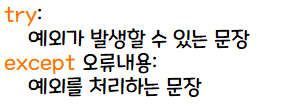 try:
    예외가 발생할 수 있는 문장
except 오류내용:
    예외를 처리하는 문장